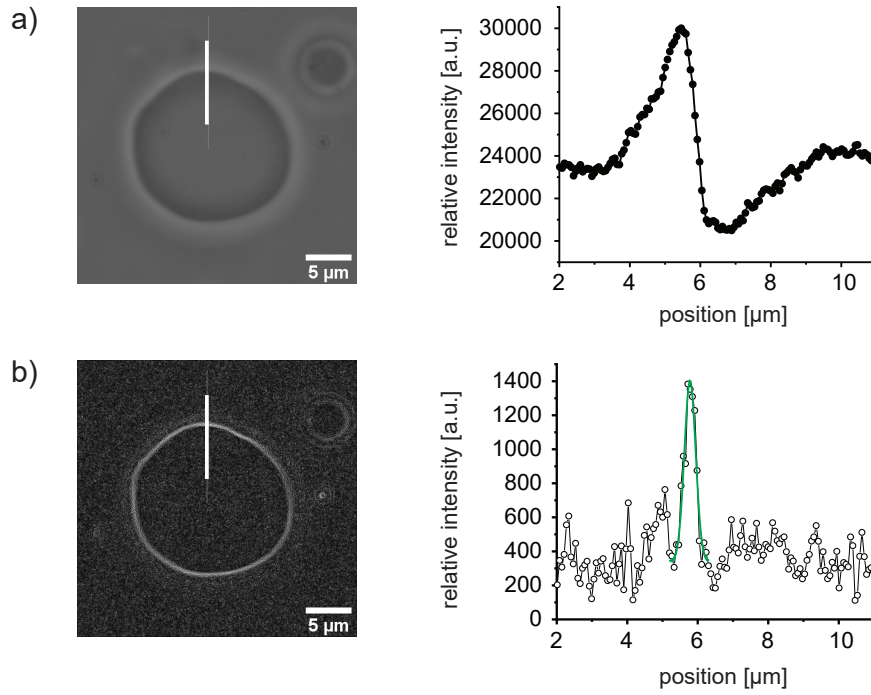 a)
5 µm
relative intensity [a.u.]
30000
28000
26000
24000
22000
20000
2 4 6 8 10
position [µm]
b)
5 µm
relative intensity [a.u.]
1400
1200
1000
800
600
400
200
0
2 4 6 8 10
position [µm]